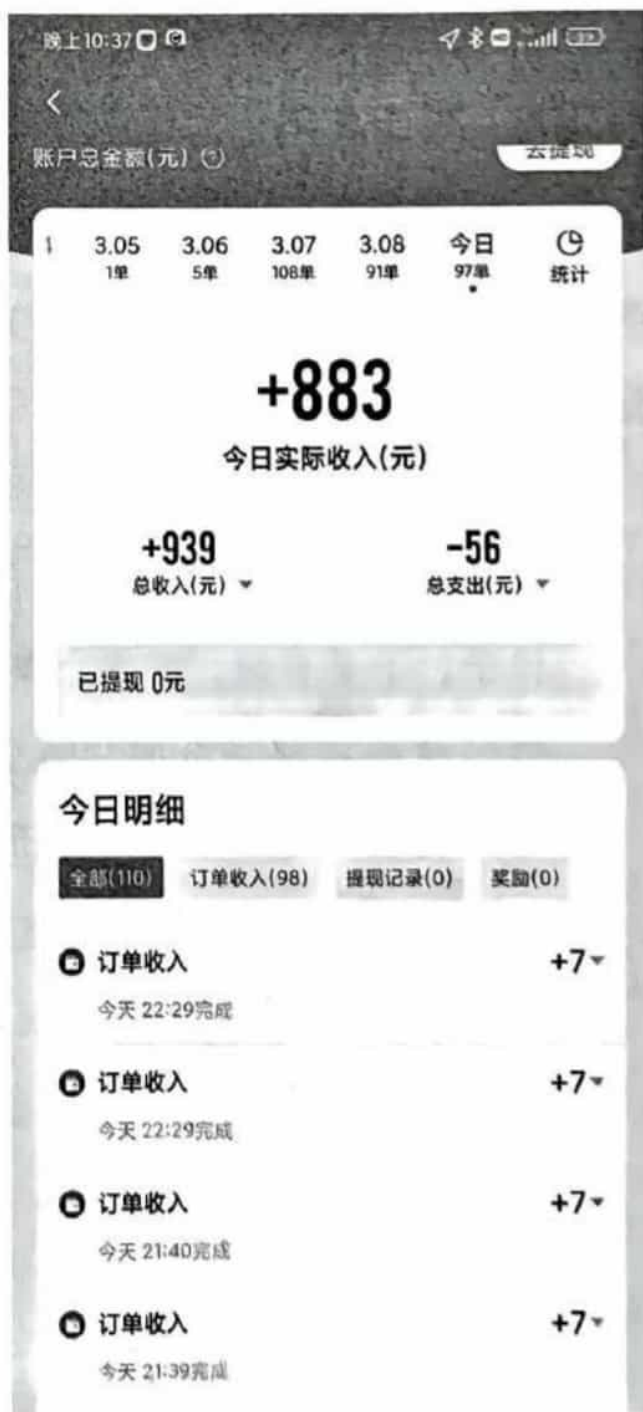 晚上10:37
账户总金额(元) ?
去提现
3.05 3.06 3.07 3.08 今日
1单 5单 108单 91单 97单 统计
+883
今日实际收入(元)
+939 -56
总收入(元) 总支出(元)
已提现 0元
今日明细
全部(110) 订单收入(98) 提现记录(0) 奖励(0)
订单收入 +7
今天 22:29完成
订单收入 +7
今天 22:29完成
订单收入 +7
今天 21:40完成
订单收入 +7
今天 21:39完成